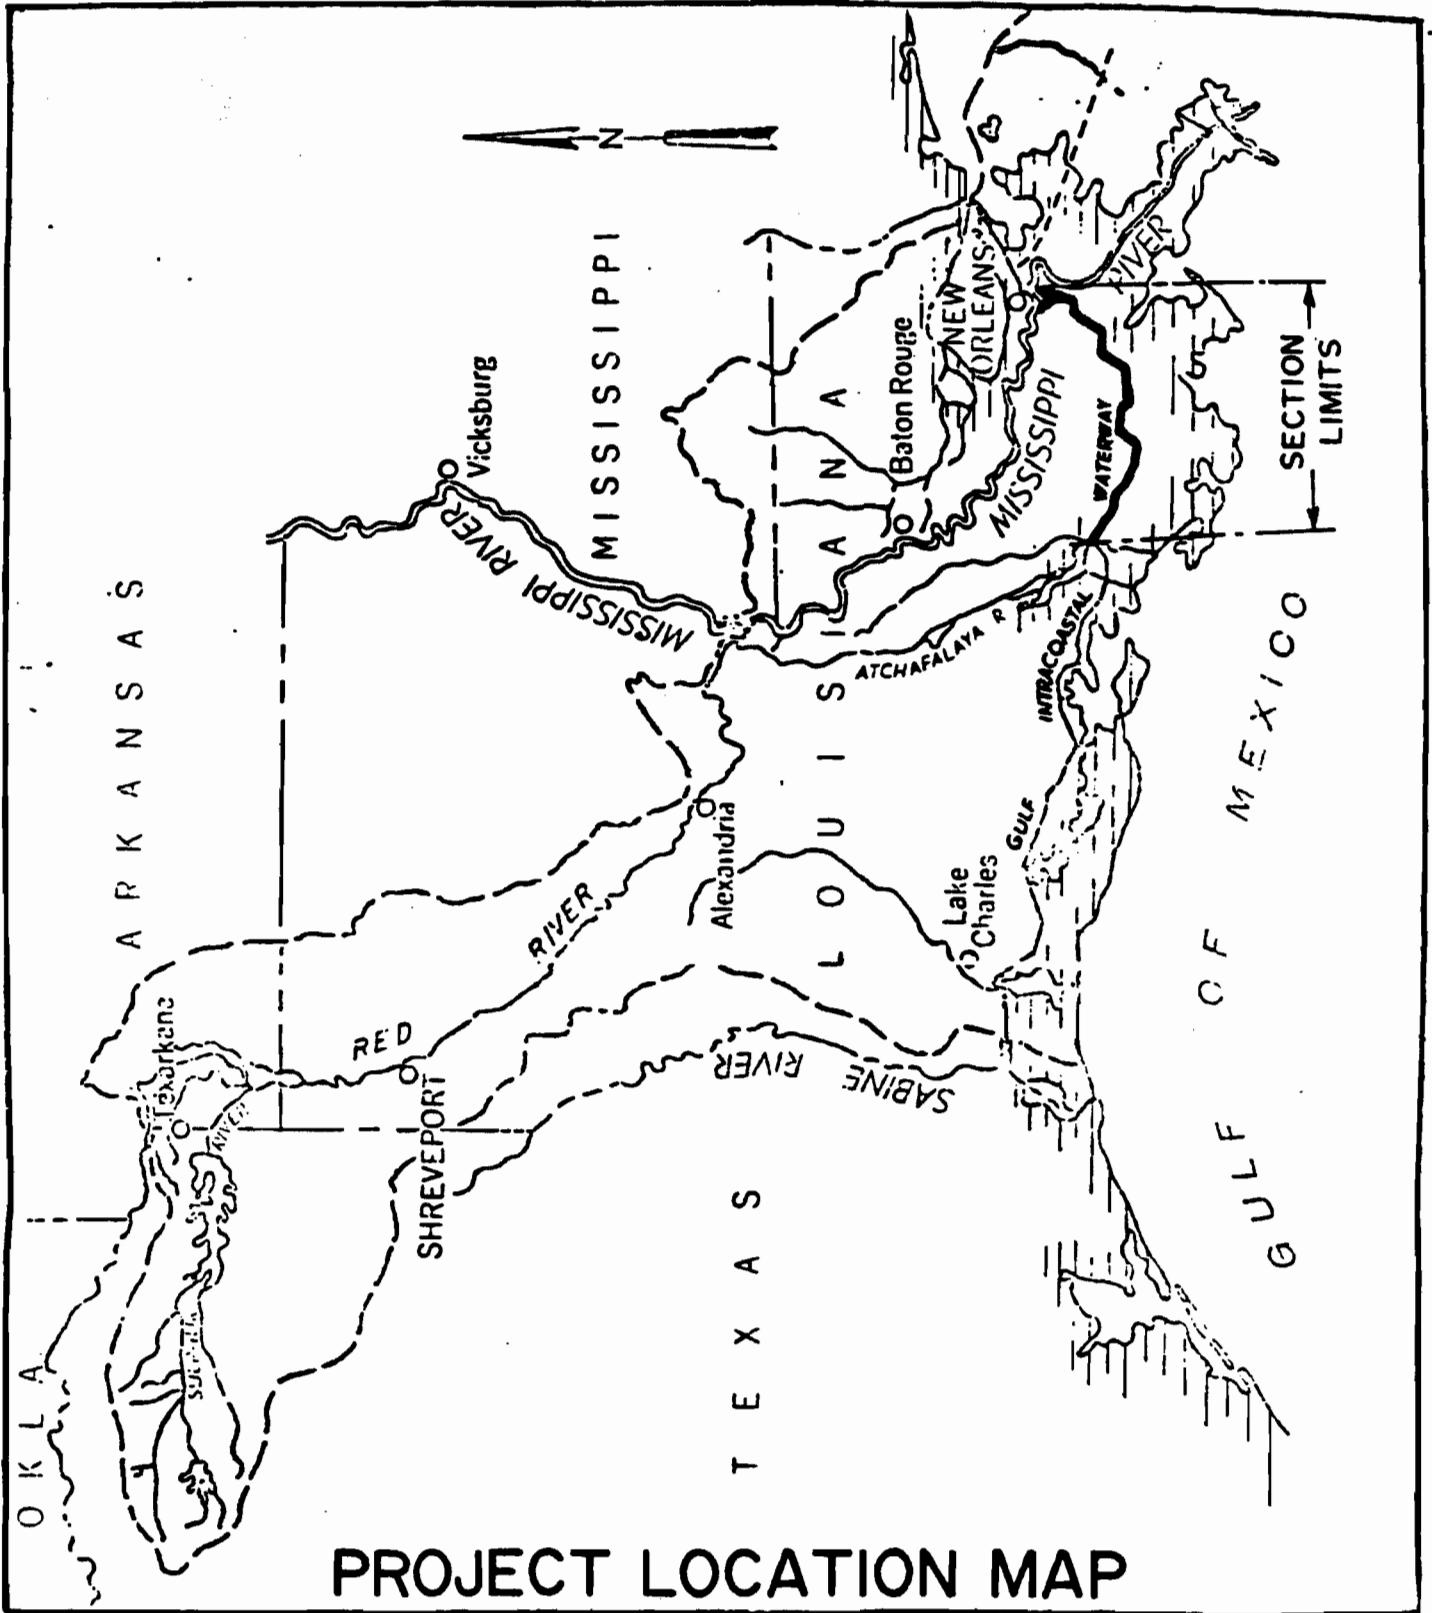 PROJECT LOCATION MAP
OKLA
ARKANSAS
TEXAS
LOUISIANA
MISSISSIPPI
N
Texarkana
RIVER
SULPHUR
RED
RIVER
SHREVEPORT
Alexandria
Vicksburg
MISSISSIPPI RIVER
SABINE
RIVER
Lake
Charles
Baton Rouge
NEW
ORLEANS
MISSISSIPPI
RIVER
ATCHAFALAYA R
GULF
INTRACOASTAL
WATERWAY
SECTION
LIMITS
GULF OF MEXICO